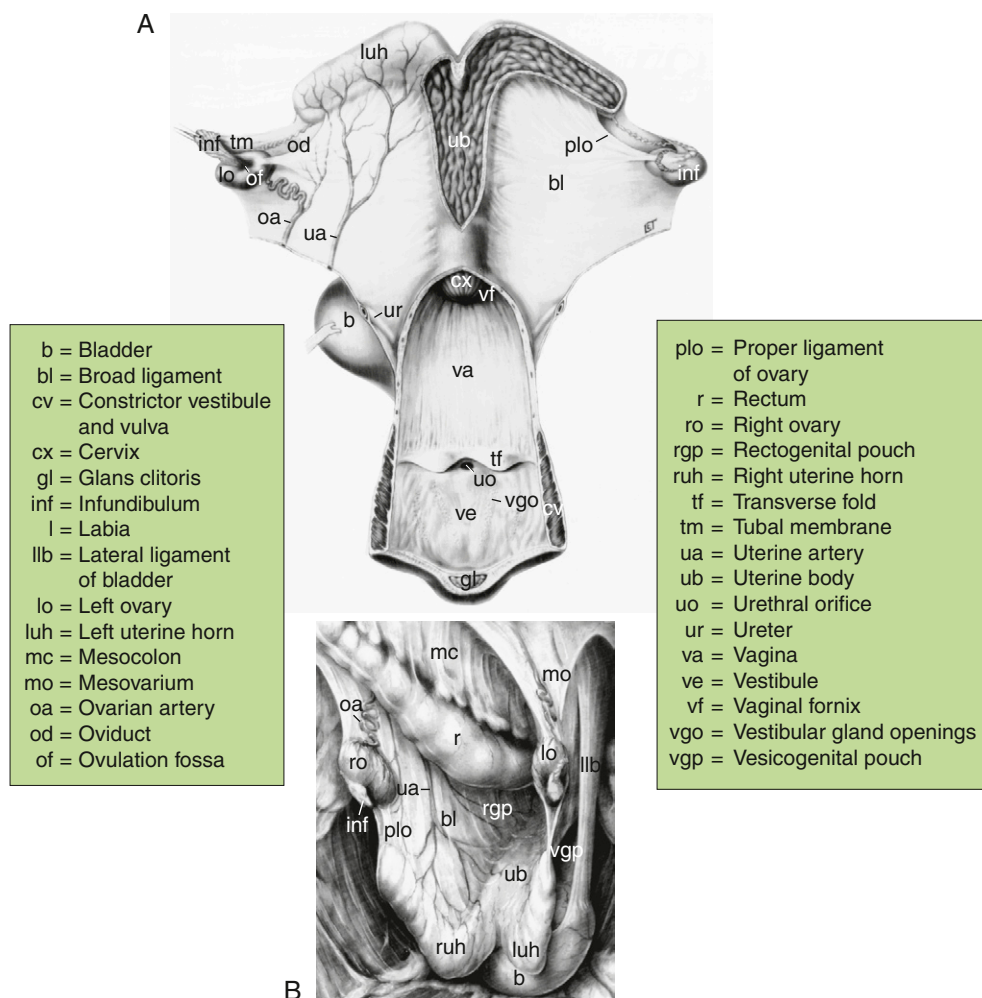 A
luh
ub
inf
tm
od
lo
of
plo
inf
bl
oa
ua
cx
vf
b
ur
va
tf
uo
vgo
ve
cv
gl
b = Bladder
bl = Broad ligament
cv = Constrictor vestibule
and vulva
cx = Cervix
gl = Glans clitoris
inf = Infundibulum
l = Labia
llb = Lateral ligament
of bladder
lo = Left ovary
luh = Left uterine horn
mc = Mesocolon
mo = Mesovarium
oa = Ovarian artery
od = Oviduct
of = Ovulation fossa
plo = Proper ligament
of ovary
r = Rectum
ro = Right ovary
rgp = Rectogenital pouch
ruh = Right uterine horn
tf = Transverse fold
tm = Tubal membrane
ua = Uterine artery
ub = Uterine body
uo = Urethral orifice
ur = Ureter
va = Vagina
ve = Vestibule
vf = Vaginal fornix
vgo = Vestibular gland openings
vgp = Vesicogenital pouch
mc
mo
oa
r
lo
ro
llb
ua
rgp
inf
plo
bl
vgp
ub
ruh
luh
b
B